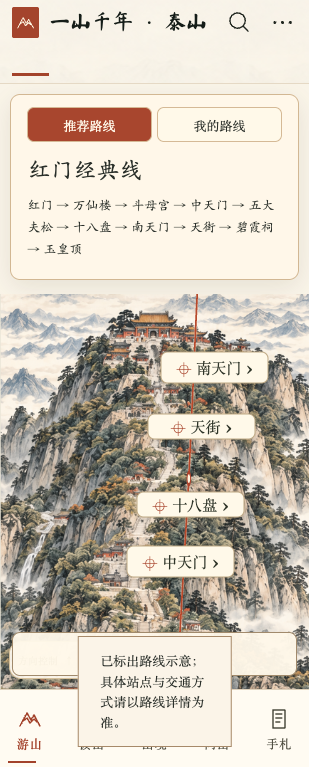 一山千年 · 泰山
推荐路线
我的路线
红门经典线
红门 → 万仙楼 → 斗母宫 → 中天门 → 五大
夫松 → 十八盘 → 南天门 → 天街 → 碧霞祠
→ 玉皇顶
南天门 ›
天街 ›
十八盘 ›
中天门 ›
已标出路线示意；
具体站点与交通方
式请以路线详情为
准。
游山
手札